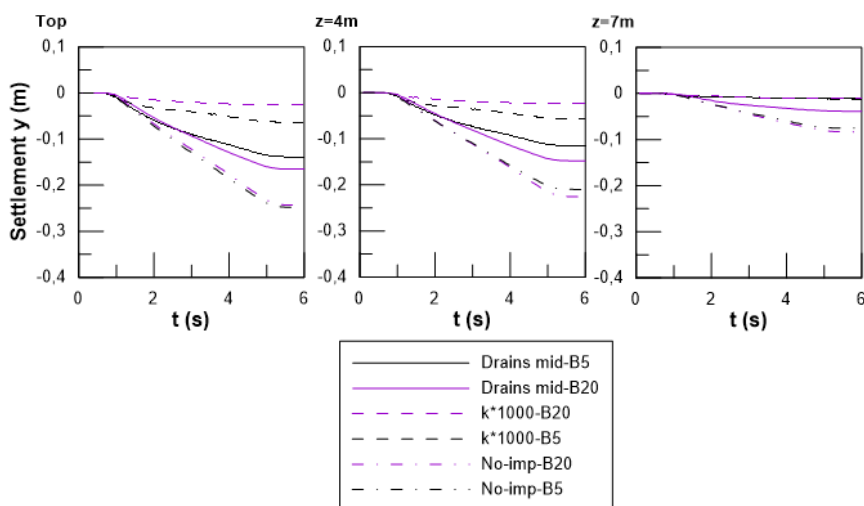 Top
z=4m
z=7m
0,1
0
-0,1
-0,2
-0,3
-0,4
Settlement y (m)
0 2 4 6
t (s)
0,1
0
-0,1
-0,2
-0,3
-0,4
0 2 4 6
t (s)
0,1
0
-0,1
-0,2
-0,3
-0,4
0 2 4 6
t (s)
Drains mid-B5
Drains mid-B20
k*1000-B20
k*1000-B5
No-imp-B20
No-imp-B5